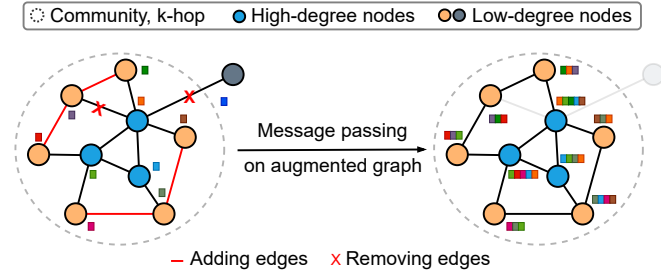 Community, k-hop High-degree nodes Low-degree nodes
Message passing
on augmented graph
Adding edges X Removing edges